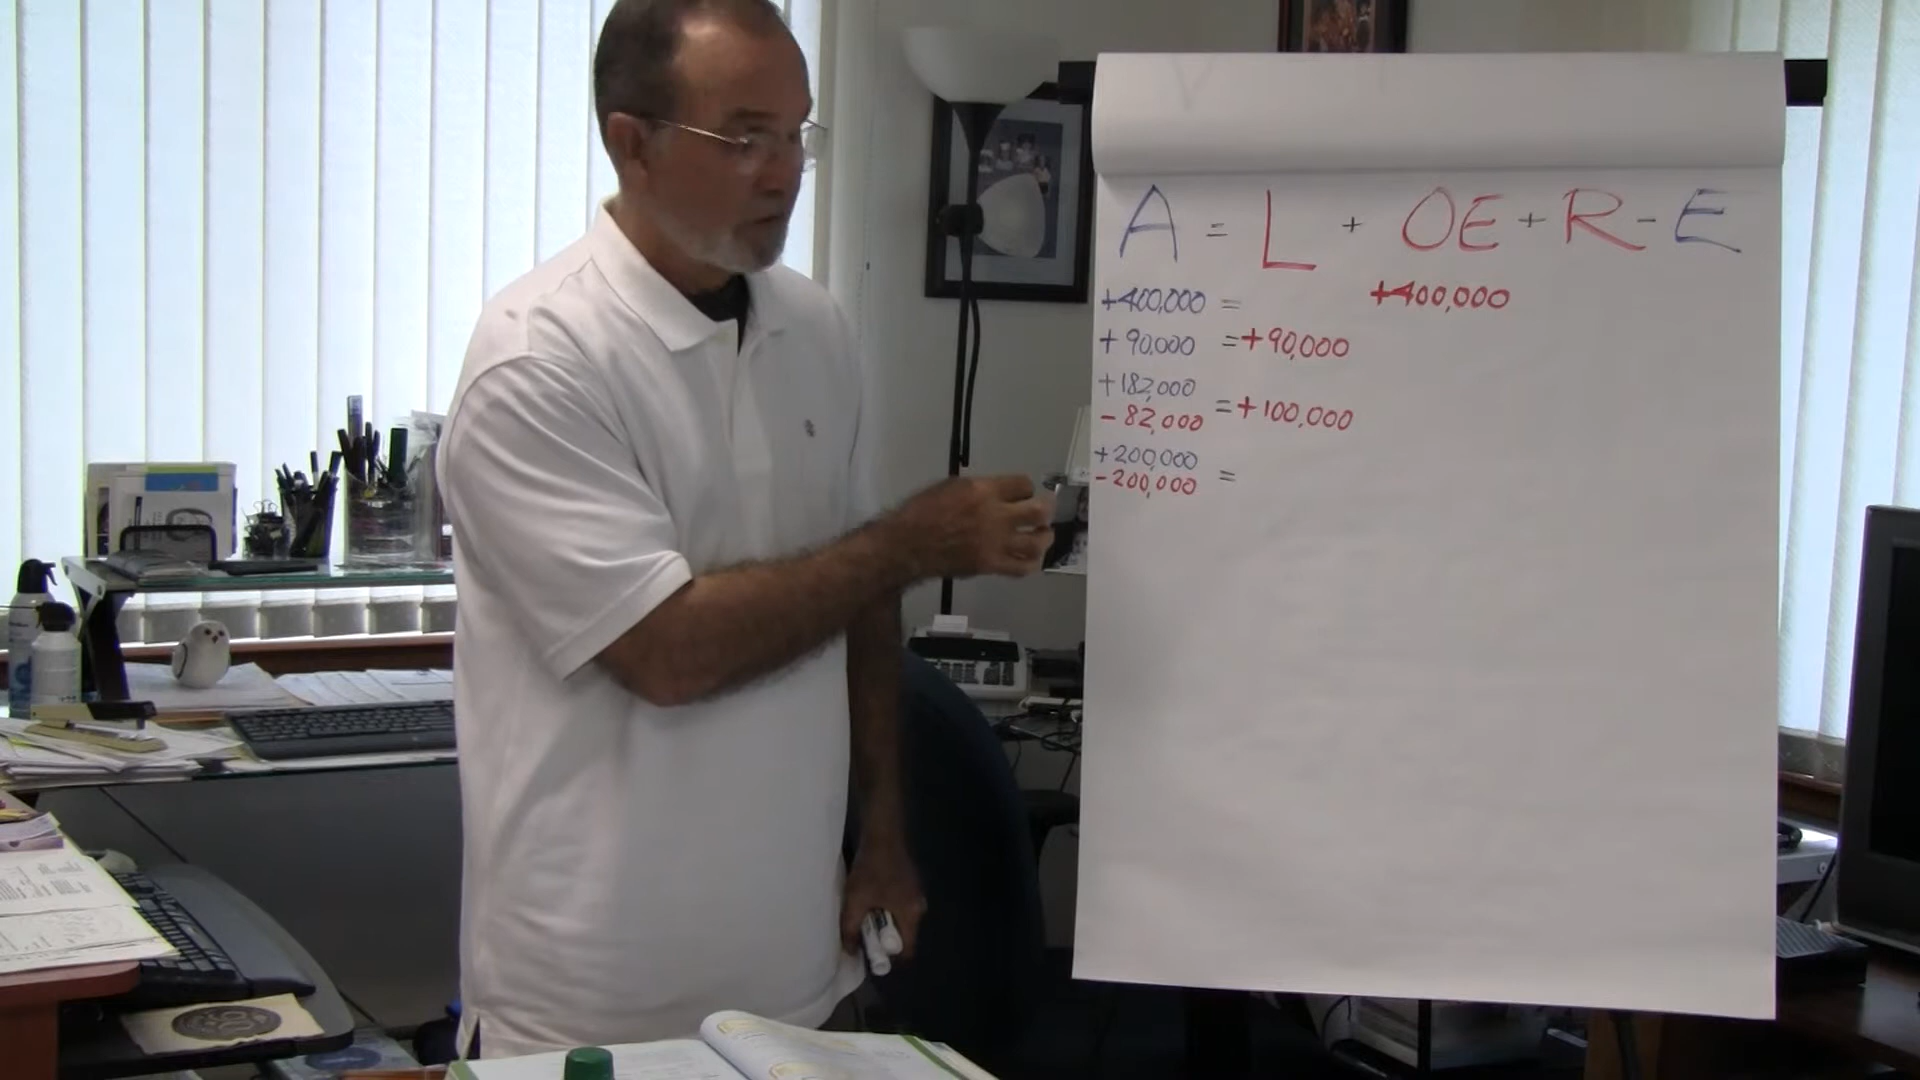 A = L + OE + R - E
+400,000 = +400,000
+90,000 = +90,000
+182,000
- 82,000 = +100,000
+200,000
- 200,000 =